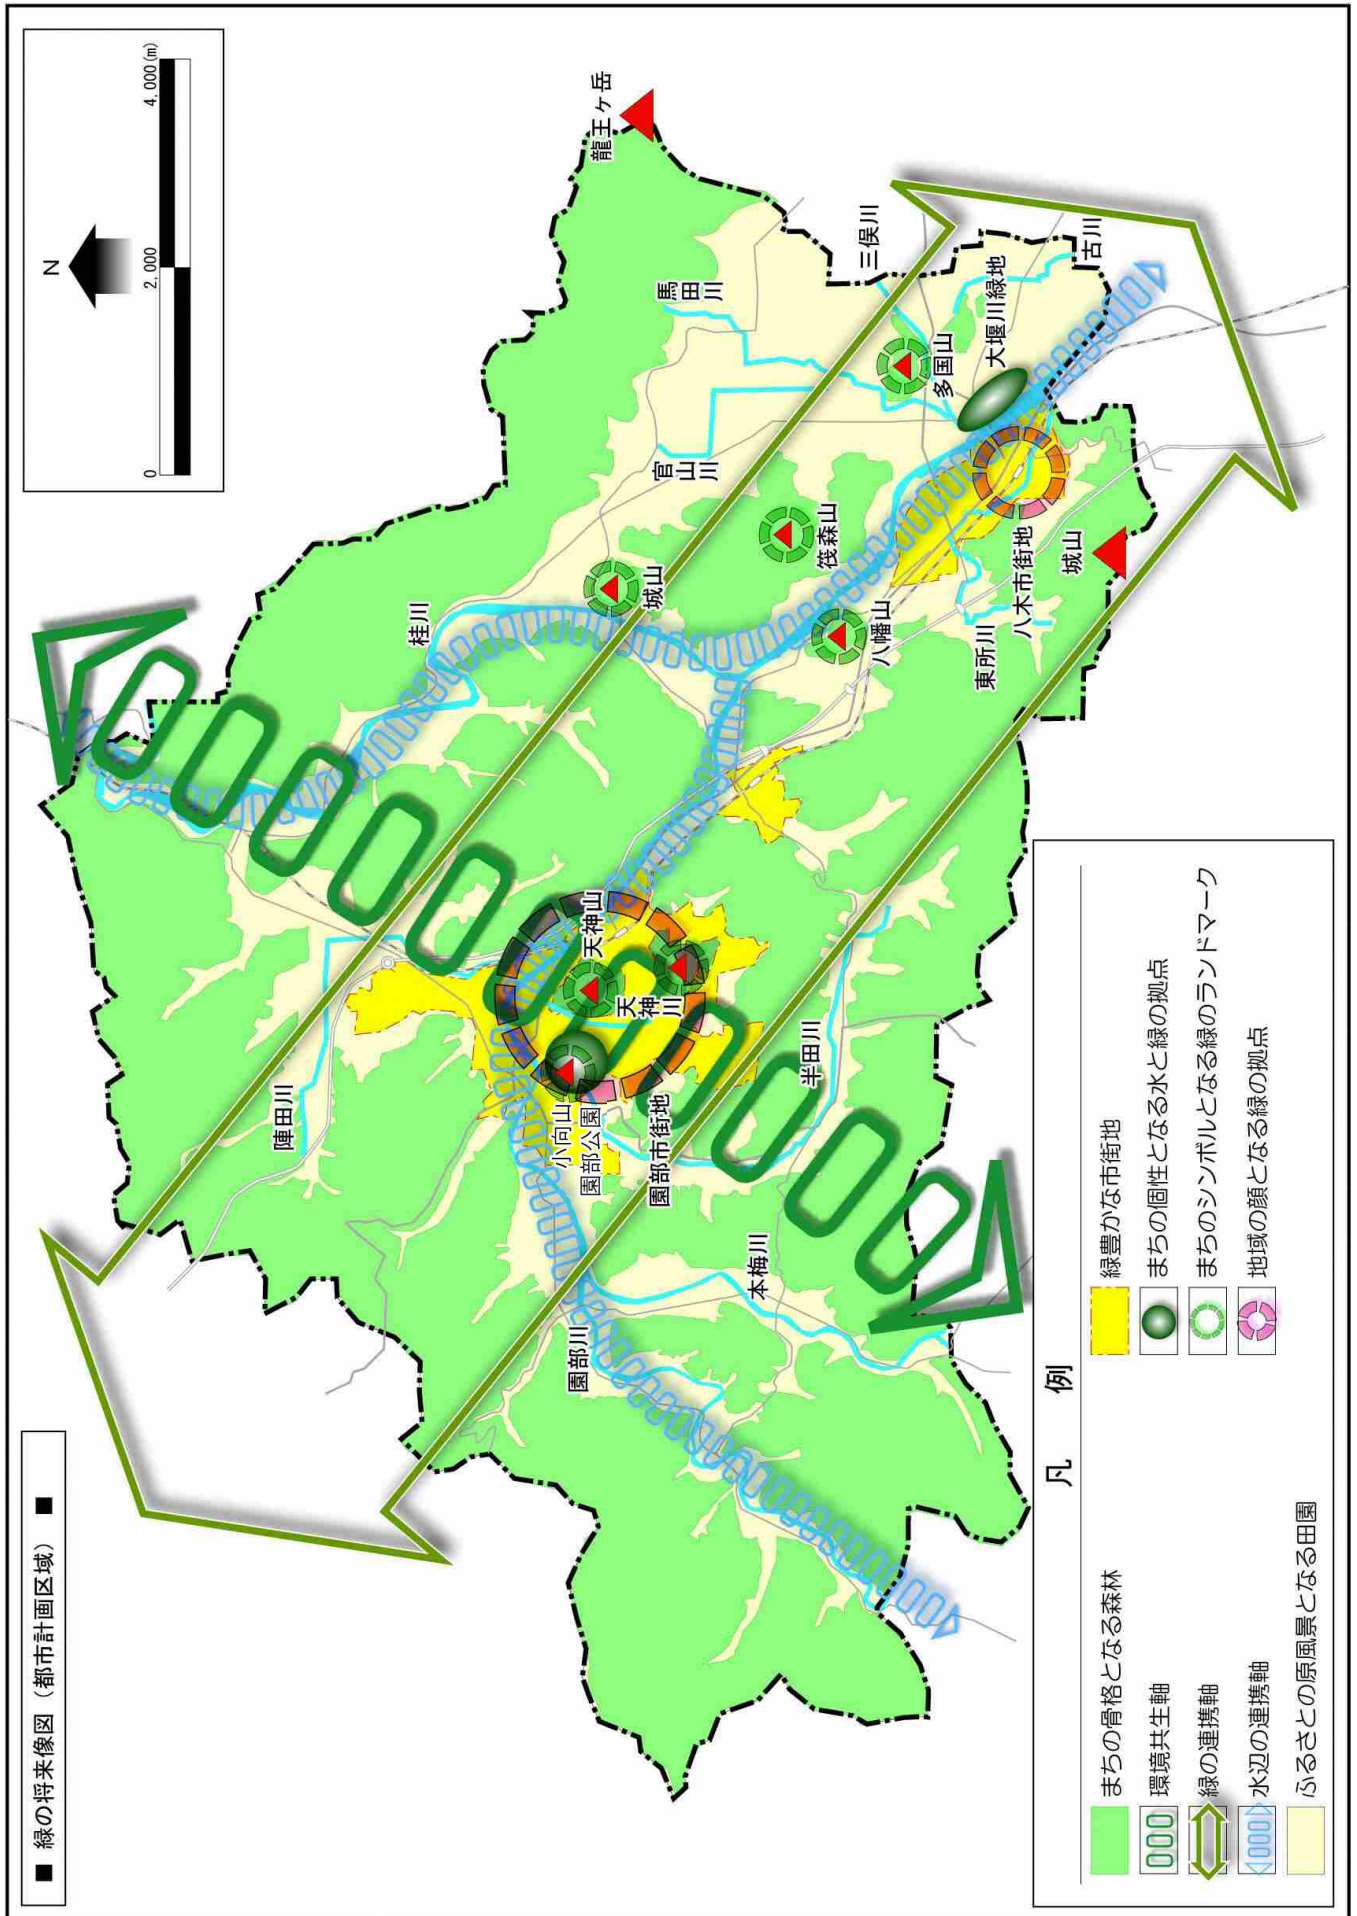 ■ 緑の将来像図（都市計画区域） ■
N
0
2,000
4,000(m)
龍王ヶ岳
桂川
陣田川
城山
官山川
馬田川
三俣川
筏森山
多国山
大堰川緑地
古川
八幡山
八木市街地
東所川
城山
天神山
天神川
小向山
園部公園
園部市街地
半田川
園部川
本梅川
凡 例
まちの骨格となる森林
環境共生軸
緑の連携軸
水辺の連携軸
ふるさとの原風景となる田園
緑豊かな市街地
まちの個性となる水と緑の拠点
まちのシンボルとなる緑のランドマーク
地域の顔となる緑の拠点